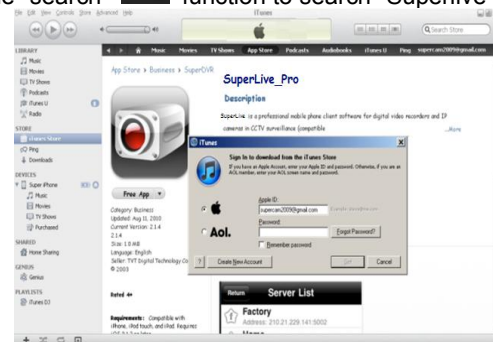 search function to search "Superlive
File Edit View Controls Store Advanced Help
iTunes
Search Store
Music Movies TV Shows App Store Podcasts Audiobooks iTunes U Ping supercam2009@gmail.com
LIBRARY
Music
Movies
TV Shows
Podcasts
iTunes U
Radio
STORE
iTunes Store
Ping
Downloads
DEVICES
Super iPhone
Music
Movies
TV Shows
Purchased
SHARED
Home Sharing
GENIUS
Genius
PLAYLISTS
iTunes DJ
App Store > Business > SuperDVR
SuperLive_Pro
Description
SuperLive is a professional mobile phone client software for digital video recorders and IP
cameras in CCTV surveillance (compatible
...More
Free App
Category: Business
Updated: Aug 11, 2010
Current Version: 2.1.4
2.1.4
Size: 1.8 MB
Language: English
Seller: TVT Digital Technology Co
© 2003
Rated 4+
Requirements: Compatible with
iPhone, iPod touch, and iPad. Requires
iTunes
Sign In to download from the iTunes Store
If you have an Apple Account, enter your Apple ID and password. Otherwise, if you are an
AOL member, enter your AOL screen name and password.
Apple ID:
supercam2009@gmail.com
Aol.
Password:
Forgot Password?
Remember password
?
Create New Account
Cancel
Return Server List
Factory
Address: 210.21.229.141:5002